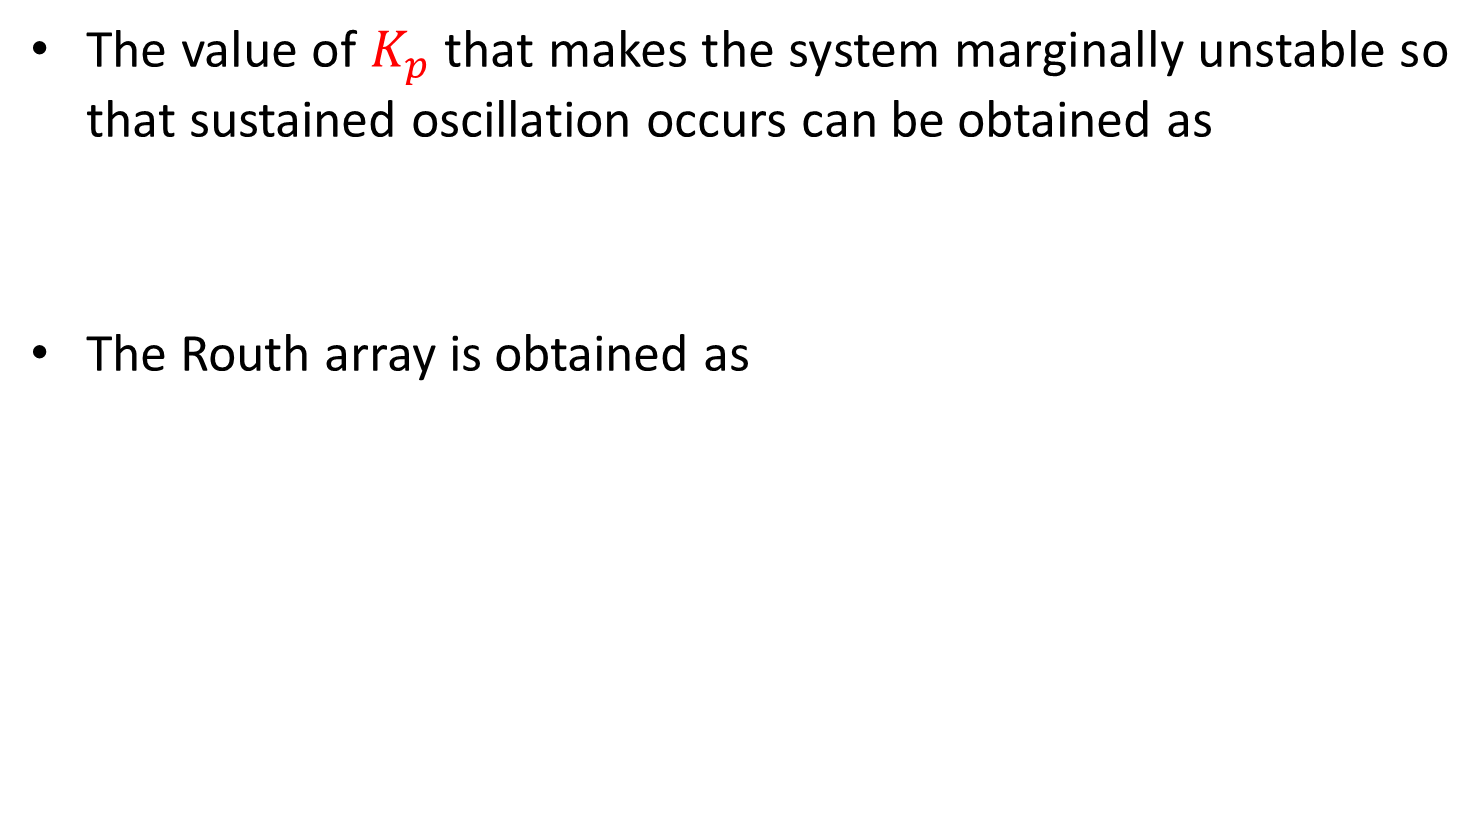 • The value of 𝐾𝑝 that makes the system marginally unstable so
that sustained oscillation occurs can be obtained as
• The Routh array is obtained as